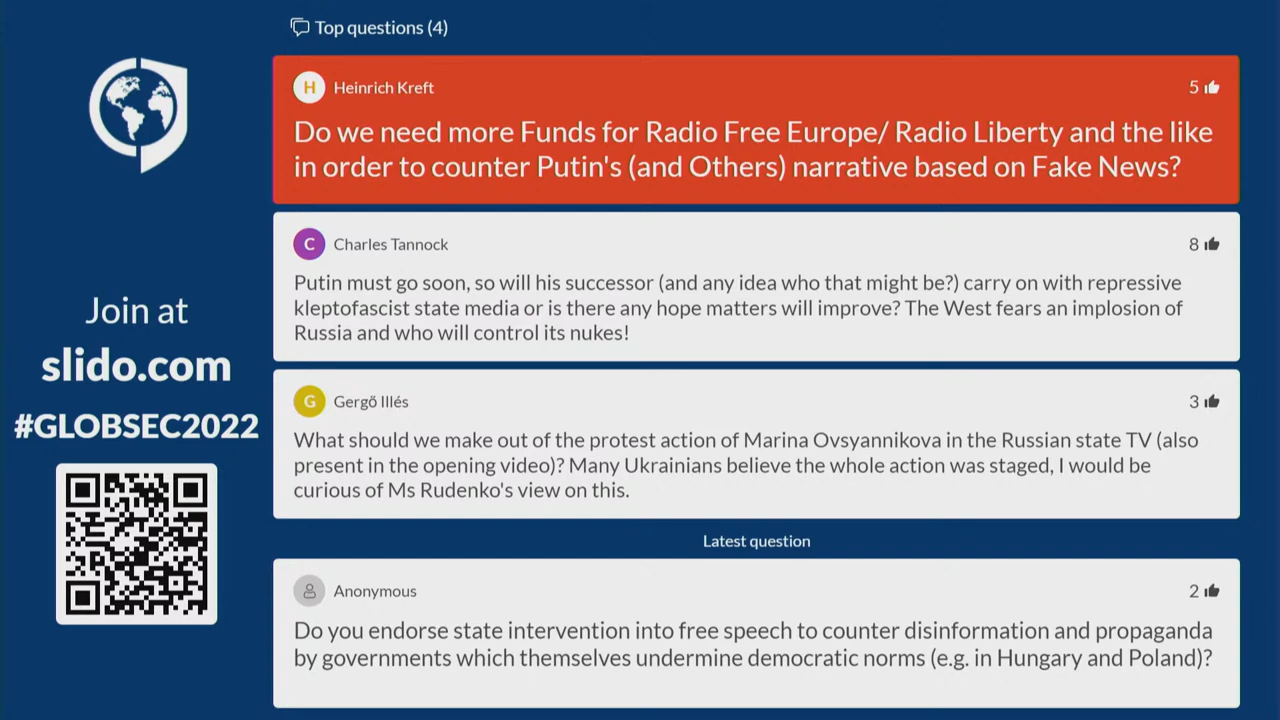 Top questions (4)
H Heinrich Kreft 5
Do we need more Funds for Radio Free Europe/ Radio Liberty and the like
in order to counter Putin's (and Others) narrative based on Fake News?
C Charles Tannock 8
Putin must go soon, so will his successor (and any idea who that might be?) carry on with repressive
kleptofascist state media or is there any hope matters will improve? The West fears an implosion of
Russia and who will control its nukes!
G Gergő Illés 3
What should we make out of the protest action of Marina Ovsyannikova in the Russian state TV (also
present in the opening video)? Many Ukrainians believe the whole action was staged, I would be
curious of Ms Rudenko's view on this.
Latest question
Anonymous 2
Do you endorse state intervention into free speech to counter disinformation and propaganda
by governments which themselves undermine democratic norms (e.g. in Hungary and Poland)?
Join at
slido.com
#GLOBSEC2022